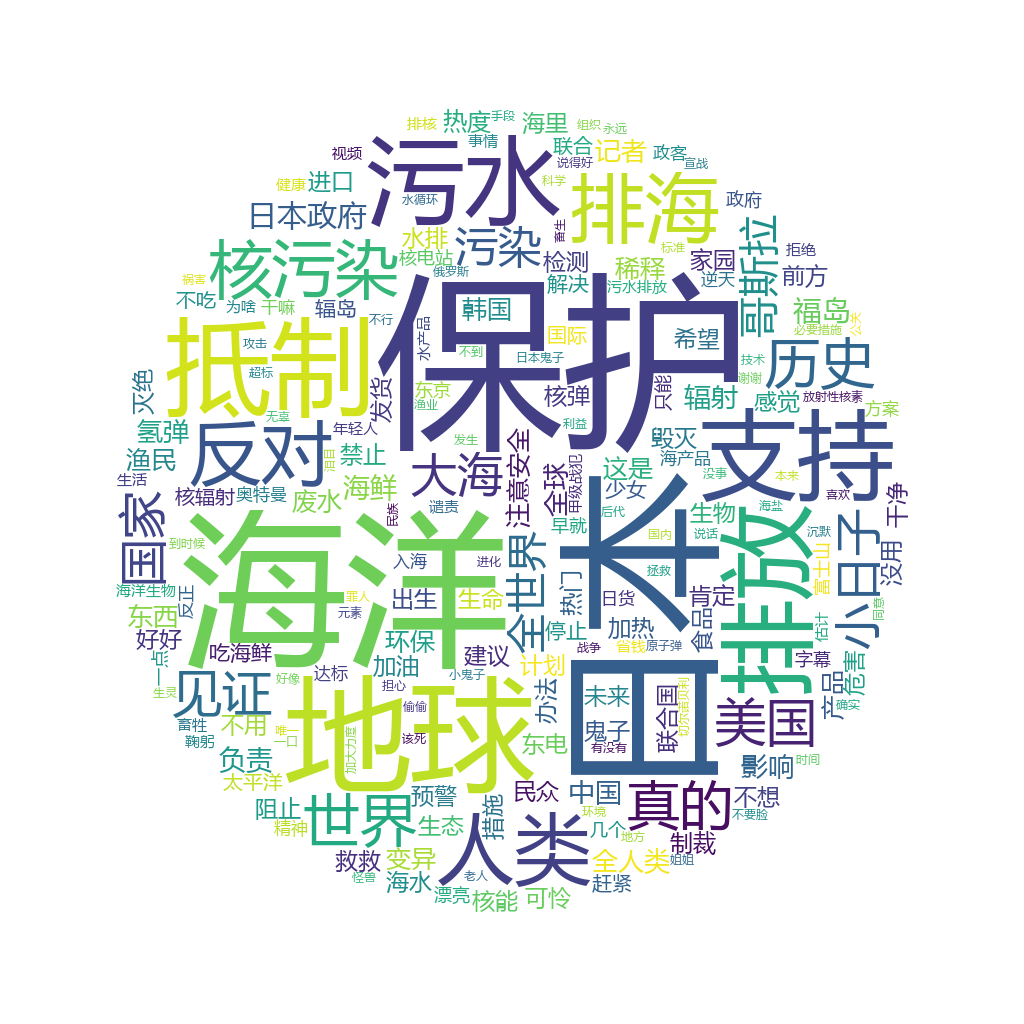 排核
热度
手段
海里
组织
永远
视频
事情
联合
说得好
记者
政客
宣战
污水
排海
健康
进口
水循环
科学
政府
日本政府
水排
污染
畜生
检测
稀释
标准
家园
拒绝
哥斯拉
核污染
核电站
俄罗斯
解决
污水排放
逆天
前方
祸害
不吃
为啥
干嘛
辐岛
不行
保护
韩国
国际
希望
福岛
必要措施
公关
抵制
攻击
超标
水产品
不到
日本鬼子
技术
历史
灭绝
发货
东京
渔业
核弹
只能
辐射
谢谢
感觉
放射性核素
方案
无辜
年轻人
发生
利益
氢弹
反对
泪目
禁止
大海
注意安全
全球
甲级战犯
这是
毁灭
海产品
没事
本来
支持
渔民
生活
核辐射
奥特曼
废水
海鲜
谴责
民族
早就
少女
后代
生物
海盐
喜欢
干净
国家
到时候
海洋
入海
进化
全世界
日本
国内
说话
沉默
排放
小日子
没用
海洋生物
反正
罪人
元素
出生
生命
热门
拯救
日货
肯定
富士山
同意
东西
好好
环保
停止
加热
食品
估计
一点
吃海鲜
达标
加油
建议
战争
省钱
原子弹
字幕
危害
生灵
见证
好像
担心
小鬼子
计划
未来
联合国
切尔诺贝利
产品
确实
畜牲
鞠躬
不用
唯一
一口
加大力度
偷偷
该死
地球
办法
鬼子
有没有
美国
负责
东电
影响
时间
太平洋
阻止
预警
措施
民众
中国
真的
不想
不要脸
精神
世界
生态
人类
环境
几个
地方
制裁
救救
变异
全人类
姐姐
怪兽
海水
老人
漂亮
核能
可怜
赶紧